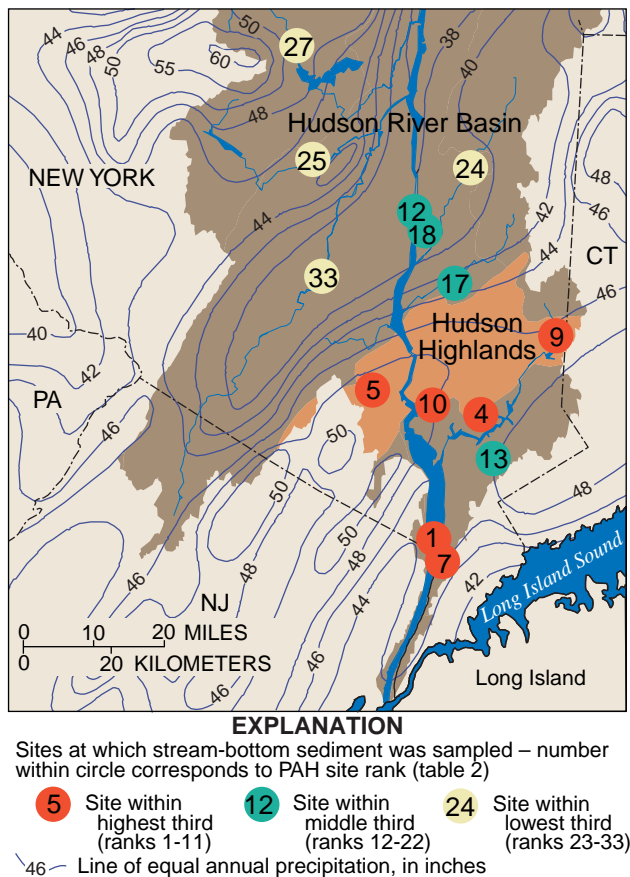 44
46
48
50
50
55
60
27
38
40
48
Hudson River Basin
25
24
NEW YORK
48
46
12
18
42
44
44
CT
33
17
46
40
Hudson
Highlands
9
42
PA
5
10
4
46
50
13
50
48
50
1
7
48
48
42
46
44
NJ
46
46
Long Island Sound
Long Island
0 10 20 MILES
0 20 KILOMETERS
EXPLANATION
Sites at which stream-bottom sediment was sampled – number
within circle corresponds to PAH site rank (table 2)
5 Site within
highest third
(ranks 1-11)
12 Site within
middle third
(ranks 12-22)
24 Site within
lowest third
(ranks 23-33)
46 Line of equal annual precipitation, in inches